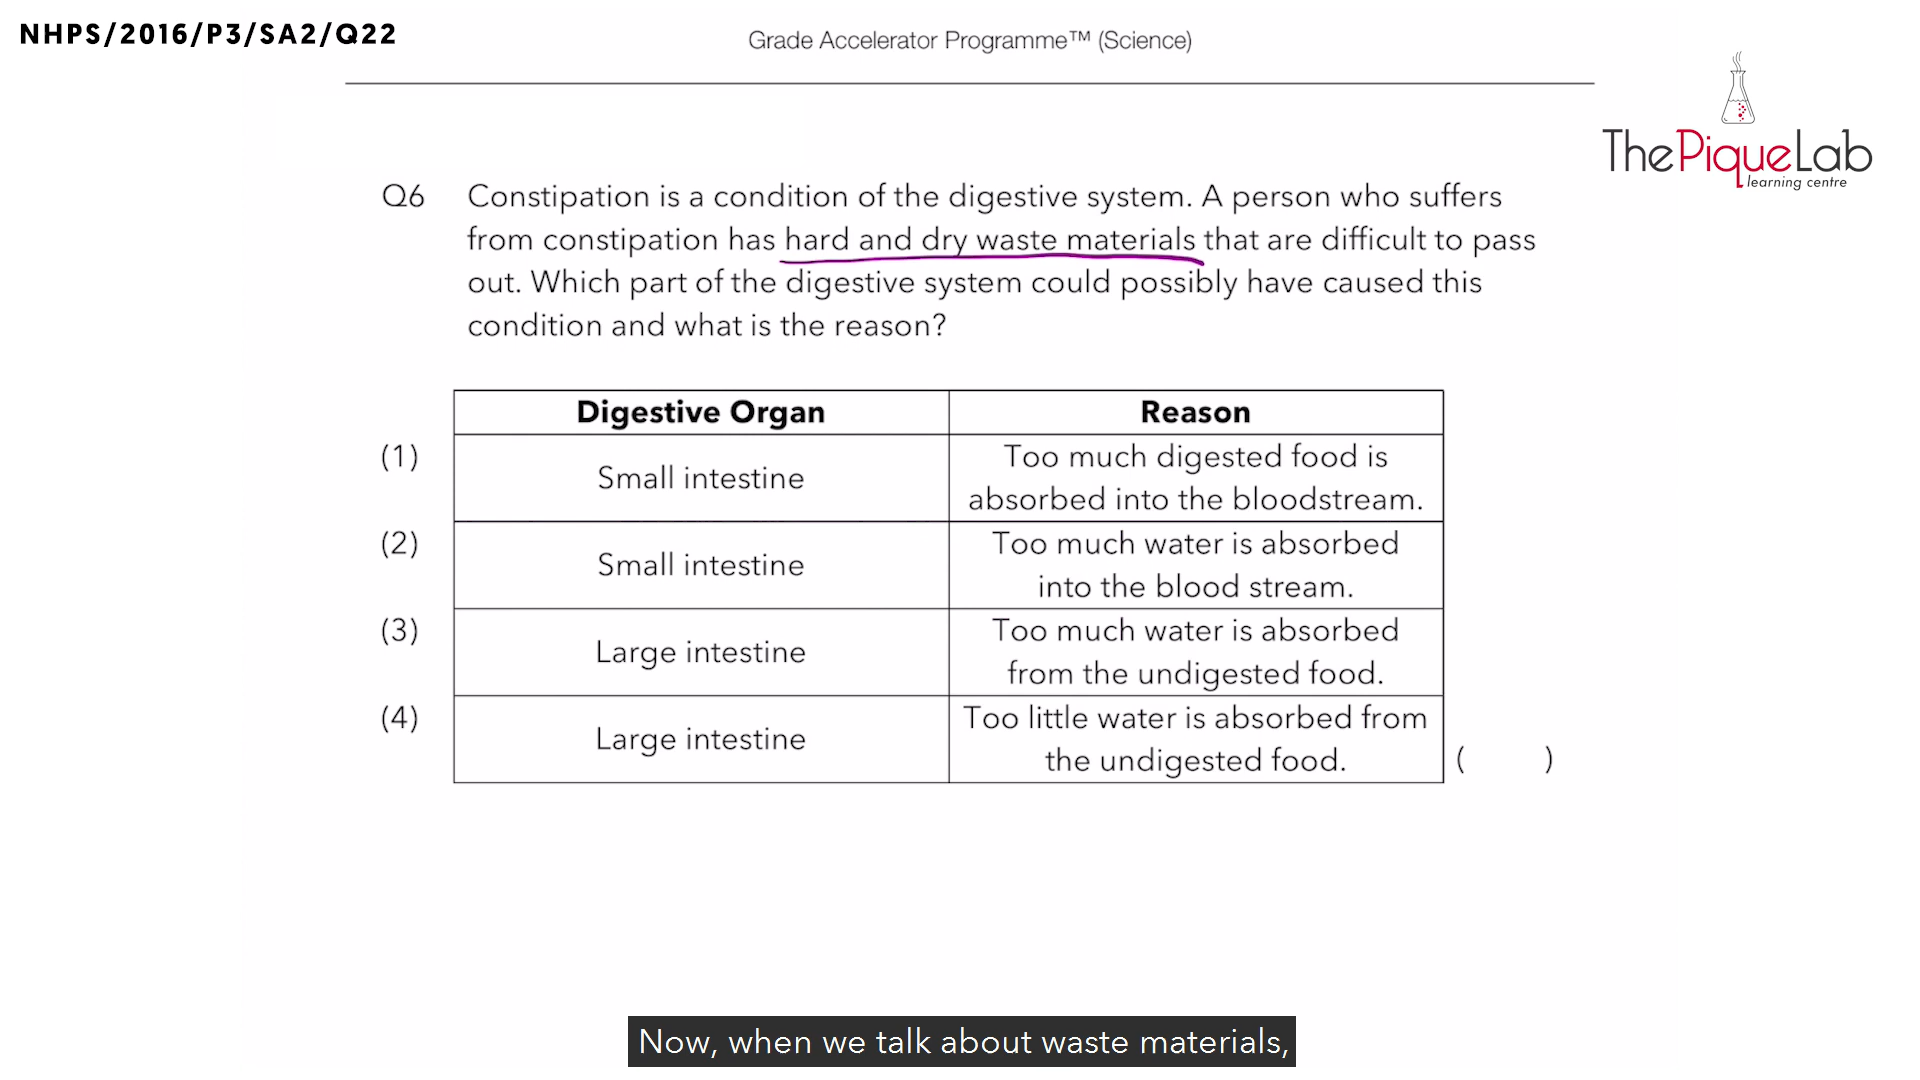 NHPS/2016/P3/SA2/Q22
Grade Accelerator Programme™ (Science)
ThePiqueLab
learning centre
Q6 Constipation is a condition of the digestive system. A person who suffers
from constipation has hard and dry waste materials that are difficult to pass
out. Which part of the digestive system could possibly have caused this
condition and what is the reason?
Digestive Organ Reason
(1) Small intestine Too much digested food is
absorbed into the bloodstream.
(2) Small intestine Too much water is absorbed
into the blood stream.
(3) Large intestine Too much water is absorbed
from the undigested food.
(4) Large intestine Too little water is absorbed from
the undigested food. ( )
Now, when we talk about waste materials,